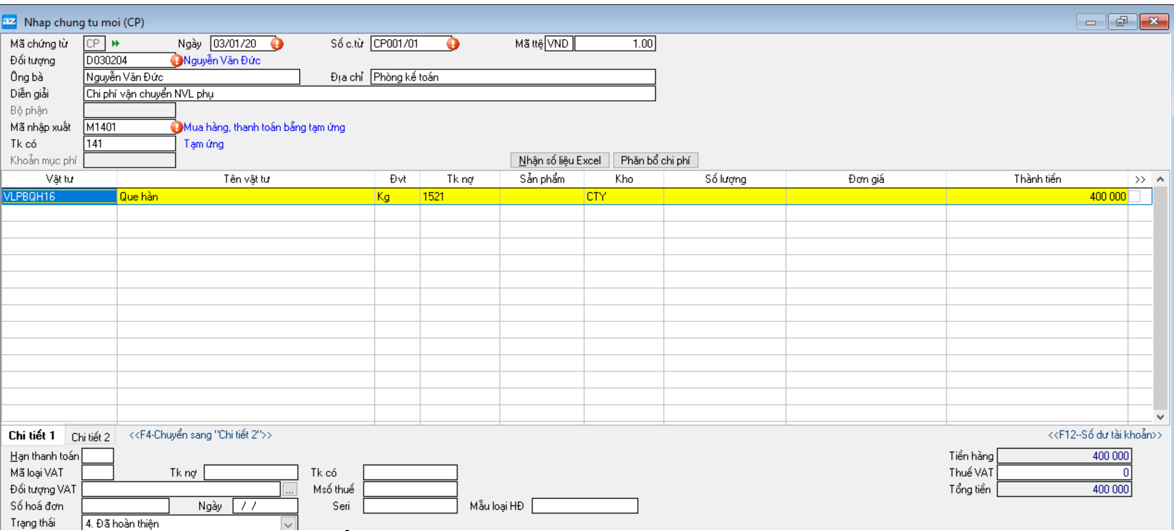 az Nhap chung tu moi (CP)
Mã chứng từ CP Ngày 03/01/20 Số c.từ CP001/01 Mã ttệ VND 1.00
Đối tượng D030204 Nguyễn Văn Đức
Ông bà Nguyễn Văn Đức Địa chỉ Phòng kế toán
Diễn giải Chi phí vận chuyển NVL phụ
Bộ phận
Mã nhập xuất M1401 Mua hàng, thanh toán bằng tạm ứng
Tk có 141 Tạm ứng
Khoản mục phí Nhận số liệu Excel Phân bổ chi phí
Vật tư Tên vật tư Đvt Tk nợ Sản phẩm Kho Số lượng Đơn giá Thành tiền >>
VLPBQH16 Que hàn Kg 1521 CTY 400 000
Chi tiết 1 Chi tiết 2 <<F4-Chuyển sang "Chi tiết 2">> <<F12--Số dư tài khoản>>
Hạn thanh toán Tiền hàng 400 000
Mã loại VAT Tk nợ Tk có Thuế VAT 0
Đối tượng VAT ... Msố thuế Tổng tiền 400 000
Số hoá đơn Ngày / / Seri Mẫu loại HĐ
Trạng thái 4. Đã hoàn thiện